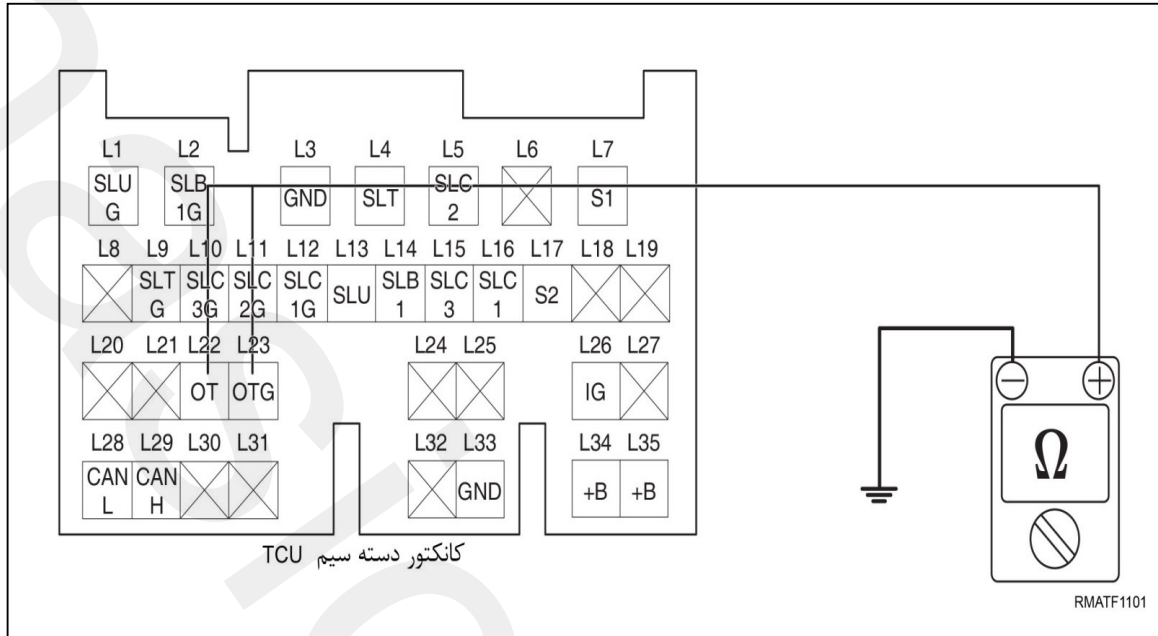 L1 L2 L3 L4 L5 L6 L7
SLU G SLB 1G GND SLT SLC 2 S1
L8 L9 L10 L11 L12 L13 L14 L15 L16 L17 L18 L19
SLT G SLC 3G SLC 2G SLC 1G SLU SLB 1 SLC 3 SLC 1 S2
L20 L21 L22 L23 L24 L25 L26 L27
OT OTG IG
− +
Ω
L28 L29 L30 L31 L32 L33 L34 L35
CAN L CAN H GND +B +B
کانکتور دسته سیم TCU
RMATF1101